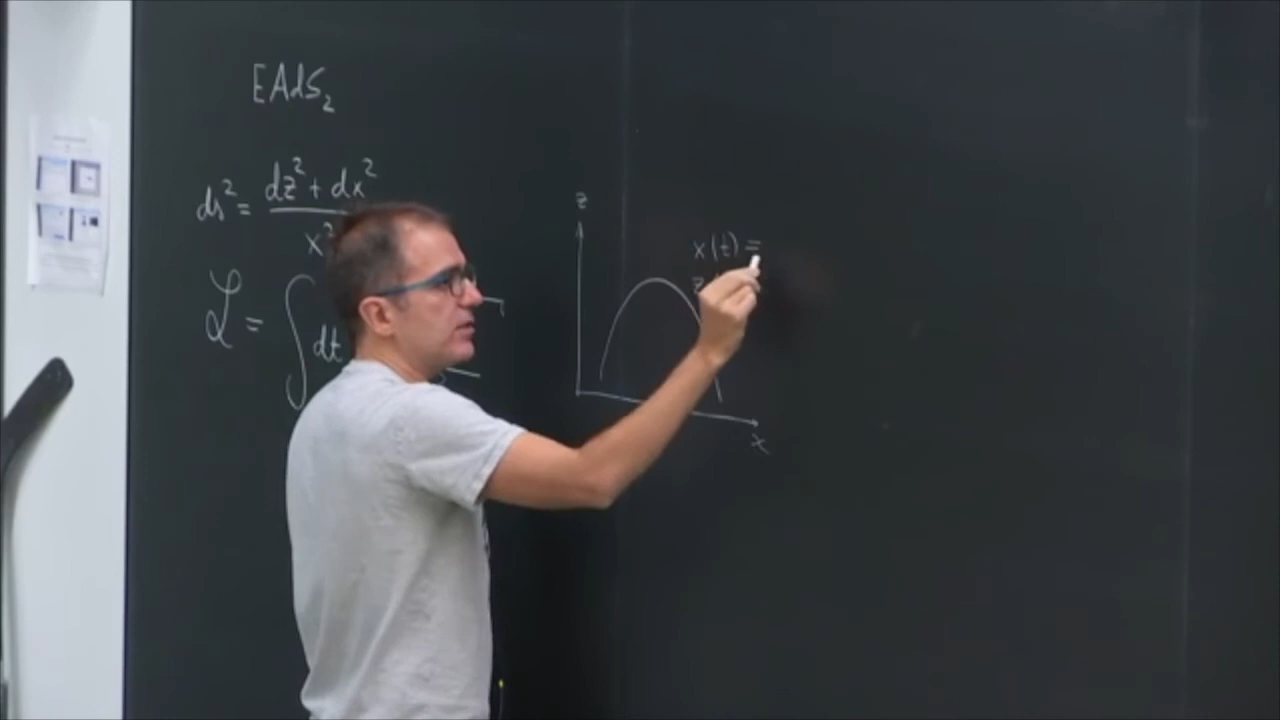 EAdS₂
ds² = dz² + dx² / x²
ℒ = ∫ dt
z
x(t) =
z
x